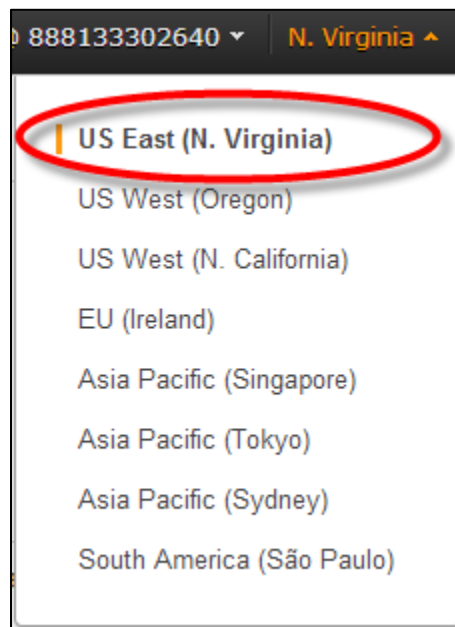 888133302640 N. Virginia
US East (N. Virginia)
US West (Oregon)
US West (N. California)
EU (Ireland)
Asia Pacific (Singapore)
Asia Pacific (Tokyo)
Asia Pacific (Sydney)
South America (São Paulo)